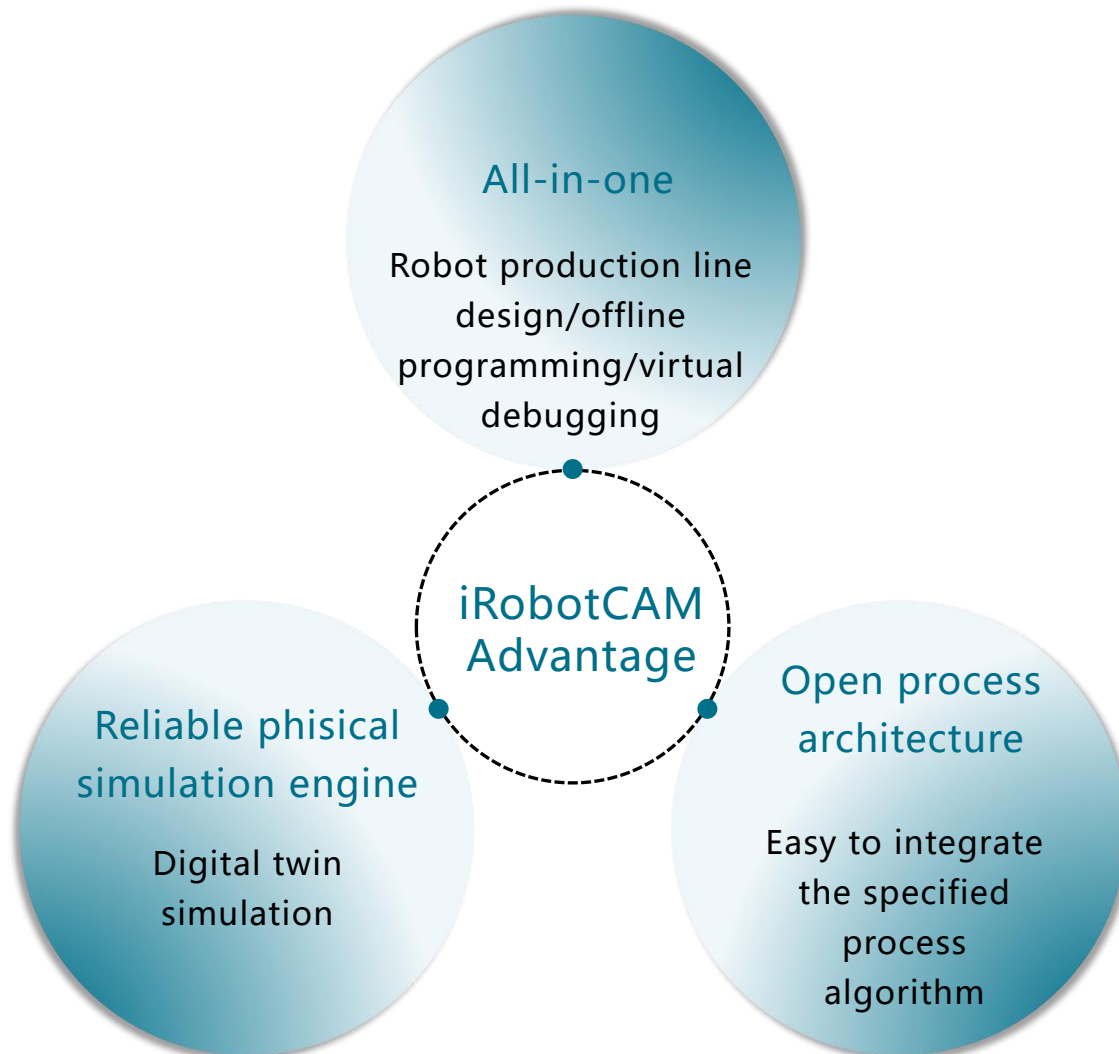 All-in-one
Robot production line
design/offline
programming/virtual
debugging
iRobotCAM
Advantage
Reliable phisical
simulation engine
Digital twin
simulation
Open process
architecture
Easy to integrate
the specified
process
algorithm